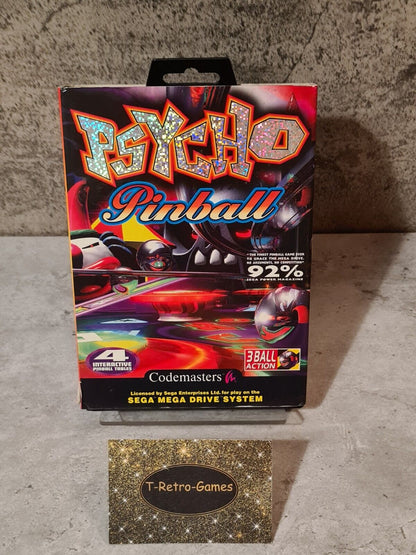 PSYCHO
Pinball
"THE FINEST PINBALL GAME EVER
TO GRACE THE MEGA DRIVE.
NO ARGUMENTS, NO COMPETITION"
92%
SEGA POWER MAGAZINE
4
INTERACTIVE
PINBALL TABLES
3 BALL
ACTION
Codemasters
Licensed by Sega Enterprises Ltd. for play on the
SEGA MEGA DRIVE SYSTEM
T-Retro-Games